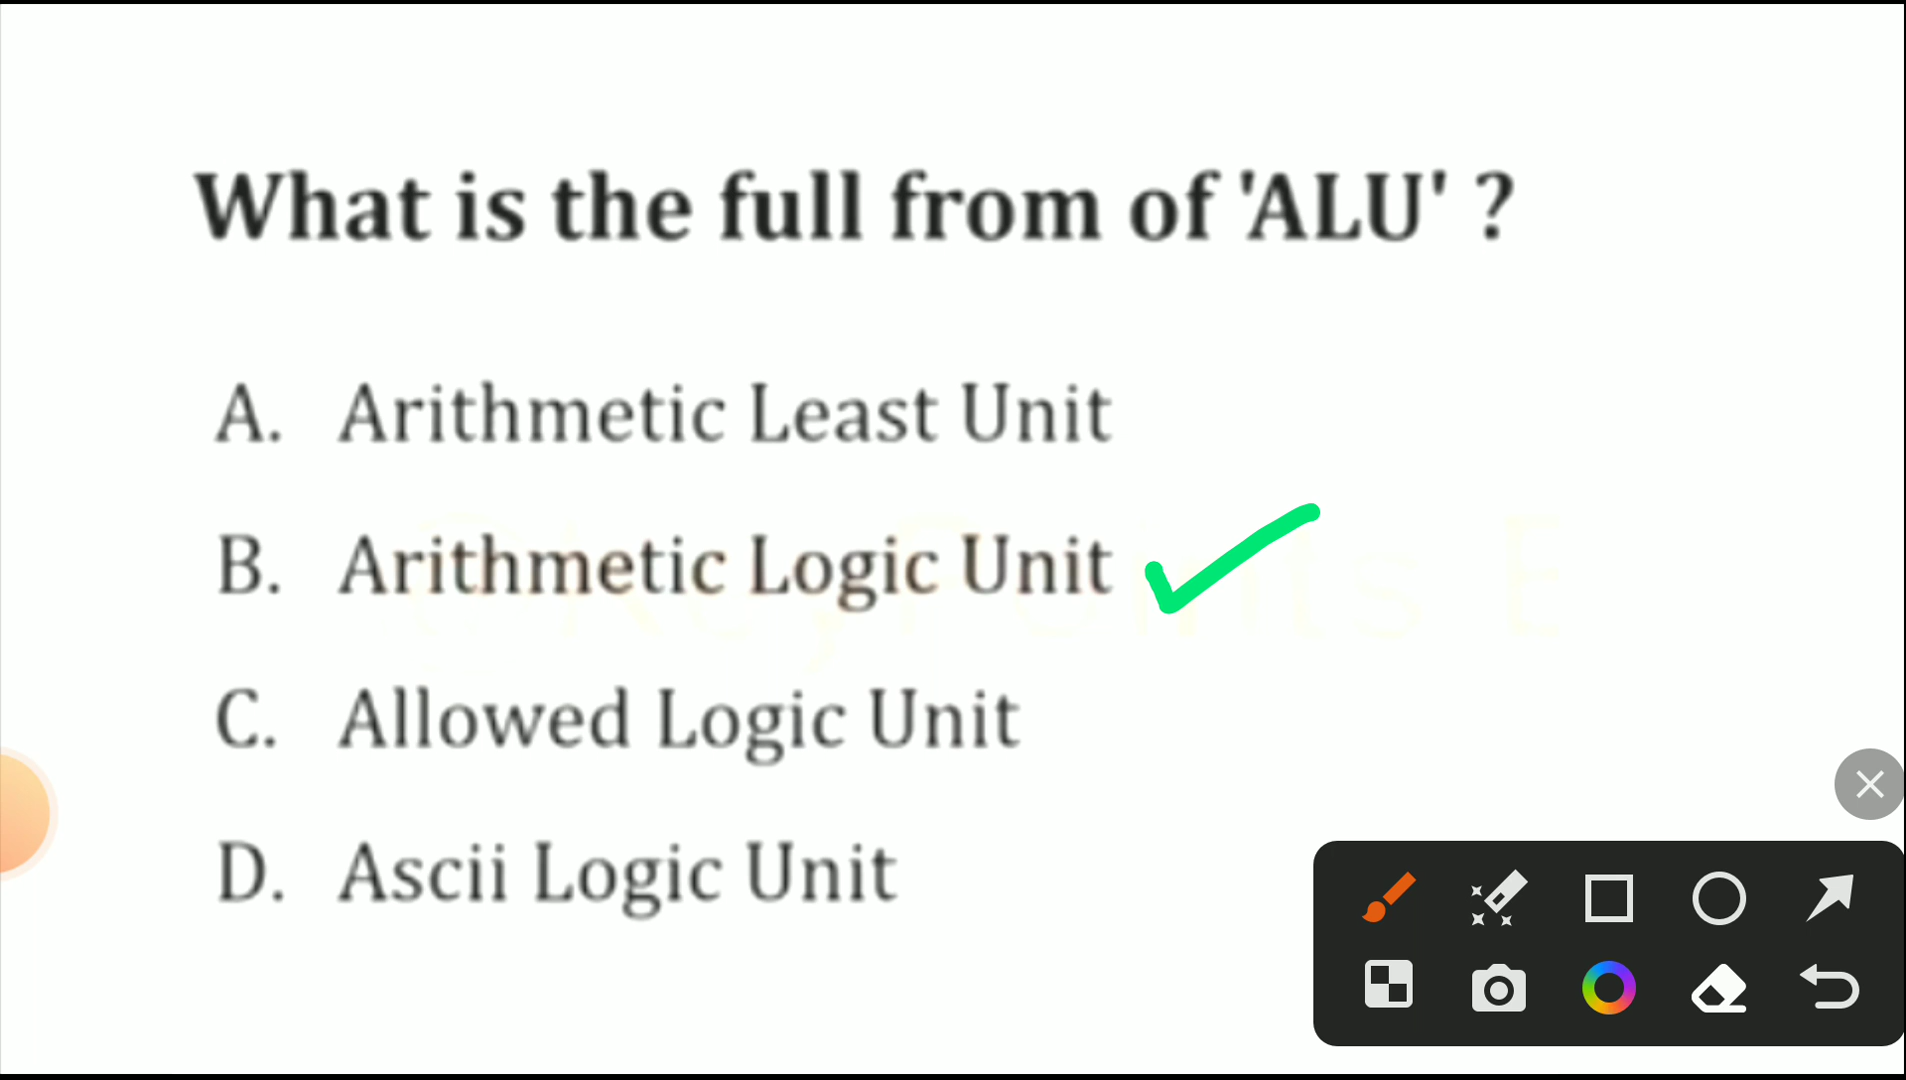 What is the full from of 'ALU' ?
A. Arithmetic Least Unit
B. Arithmetic Logic Unit
C. Allowed Logic Unit
D. Ascii Logic Unit